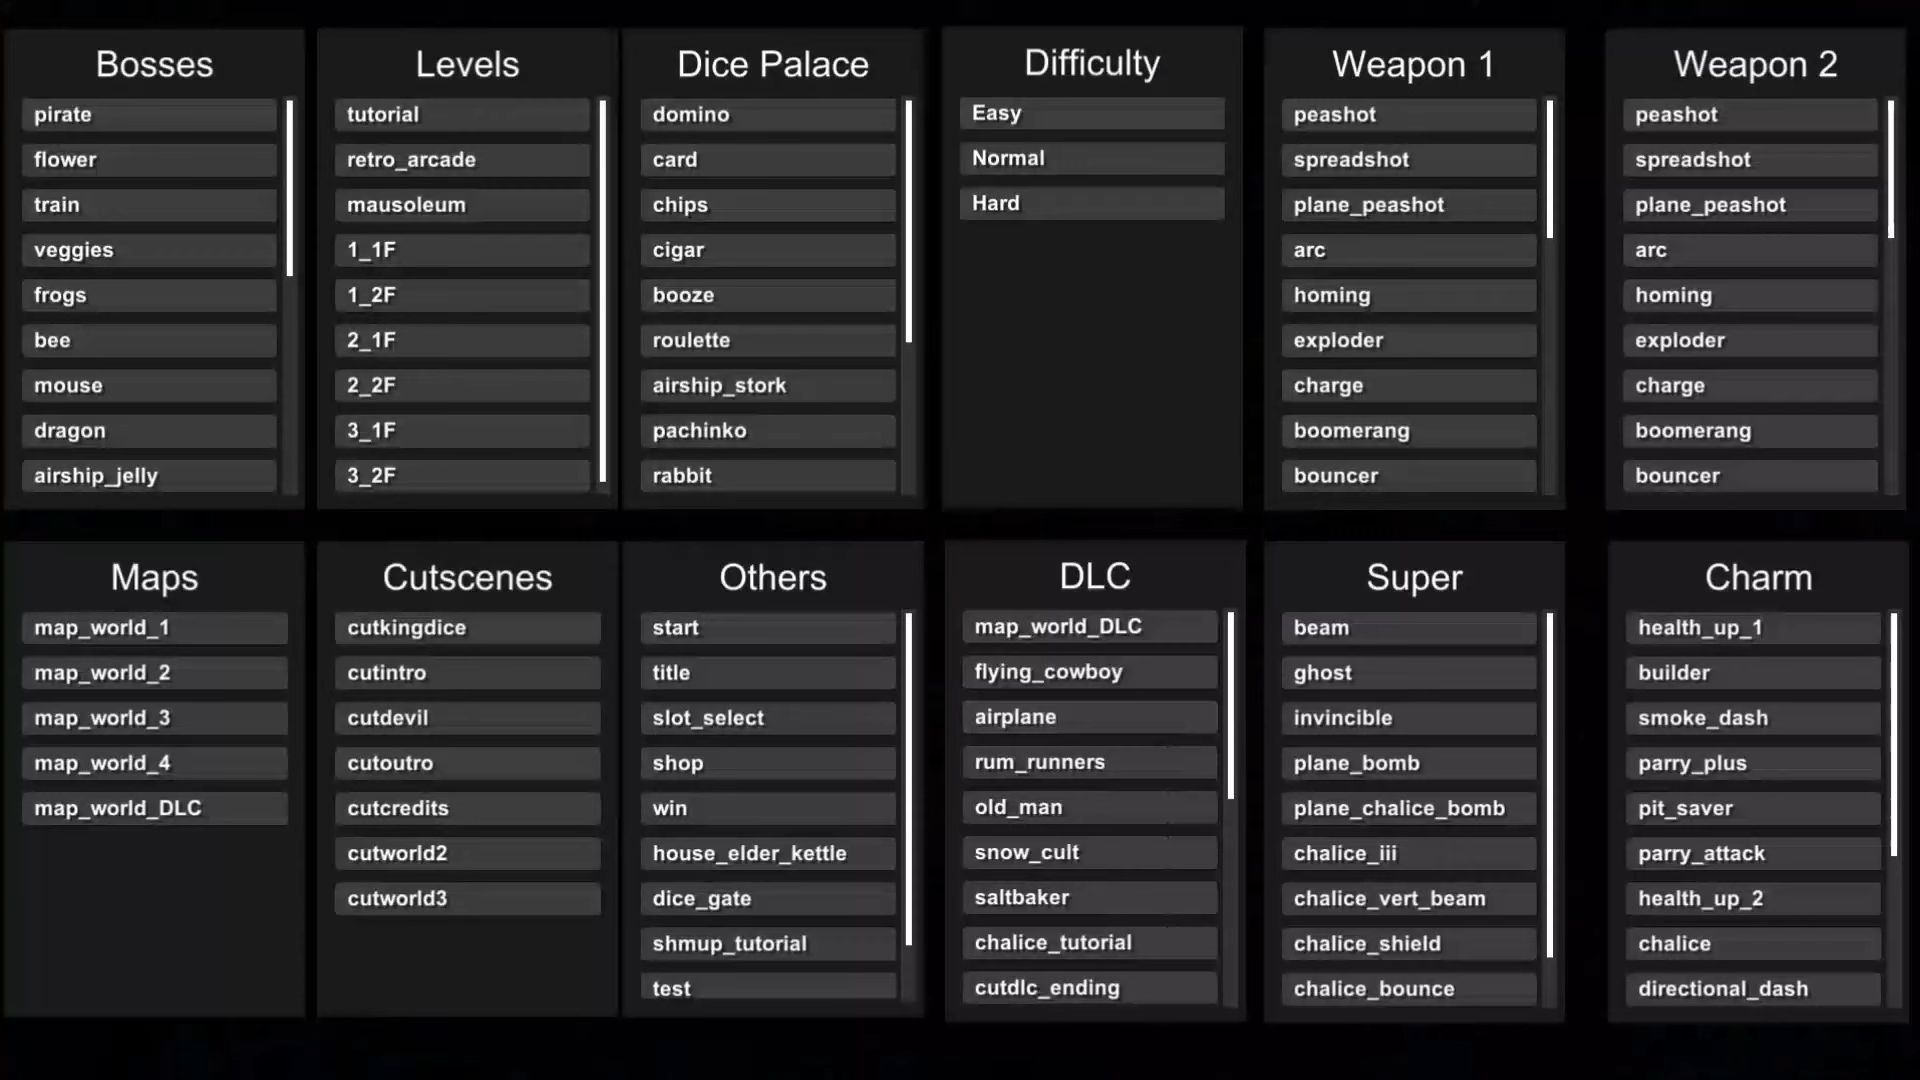 Bosses
pirate
flower
train
veggies
frogs
bee
mouse
dragon
airship_jelly
Levels
tutorial
retro_arcade
mausoleum
1_1F
1_2F
2_1F
2_2F
3_1F
3_2F
Dice Palace
domino
card
chips
cigar
booze
roulette
airship_stork
pachinko
rabbit
Difficulty
Easy
Normal
Hard
Weapon 1
peashot
spreadshot
plane_peashot
arc
homing
exploder
charge
boomerang
bouncer
Weapon 2
peashot
spreadshot
plane_peashot
arc
homing
exploder
charge
boomerang
bouncer
Maps
map_world_1
map_world_2
map_world_3
map_world_4
map_world_DLC
Cutscenes
cutkingdice
cutintro
cutdevil
cutoutro
cutcredits
cutworld2
cutworld3
Others
start
title
slot_select
shop
win
house_elder_kettle
dice_gate
shmup_tutorial
test
DLC
map_world_DLC
flying_cowboy
airplane
rum_runners
old_man
snow_cult
saltbaker
chalice_tutorial
cutdlc_ending
Super
beam
ghost
invincible
plane_bomb
plane_chalice_bomb
chalice_iii
chalice_vert_beam
chalice_shield
chalice_bounce
Charm
health_up_1
builder
smoke_dash
parry_plus
pit_saver
parry_attack
health_up_2
chalice
directional_dash